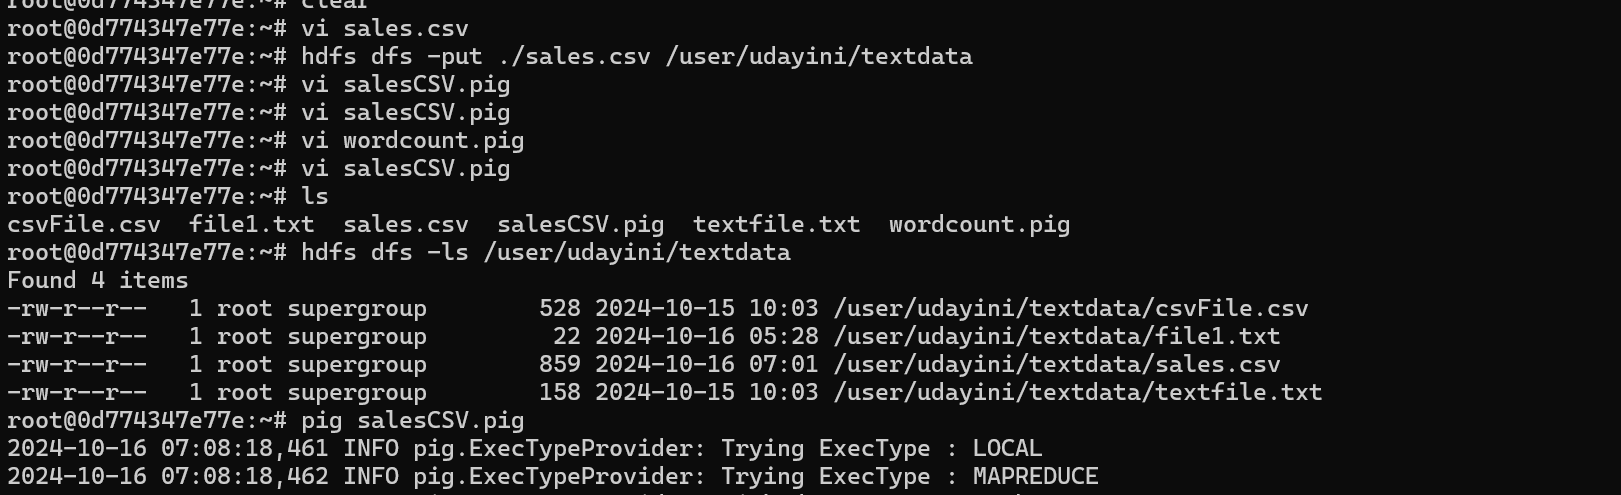 root@0d774347e77e:~# clear
root@0d774347e77e:~# vi sales.csv
root@0d774347e77e:~# hdfs dfs -put ./sales.csv /user/udayini/textdata
root@0d774347e77e:~# vi salesCSV.pig
root@0d774347e77e:~# vi salesCSV.pig
root@0d774347e77e:~# vi wordcount.pig
root@0d774347e77e:~# vi salesCSV.pig
root@0d774347e77e:~# ls
csvFile.csv  file1.txt  sales.csv  salesCSV.pig  textfile.txt  wordcount.pig
root@0d774347e77e:~# hdfs dfs -ls /user/udayini/textdata
Found 4 items
-rw-r--r--   1 root supergroup        528 2024-10-15 10:03 /user/udayini/textdata/csvFile.csv
-rw-r--r--   1 root supergroup         22 2024-10-16 05:28 /user/udayini/textdata/file1.txt
-rw-r--r--   1 root supergroup        859 2024-10-16 07:01 /user/udayini/textdata/sales.csv
-rw-r--r--   1 root supergroup        158 2024-10-15 10:03 /user/udayini/textdata/textfile.txt
root@0d774347e77e:~# pig salesCSV.pig
2024-10-16 07:08:18,461 INFO pig.ExecTypeProvider: Trying ExecType : LOCAL
2024-10-16 07:08:18,462 INFO pig.ExecTypeProvider: Trying ExecType : MAPREDUCE